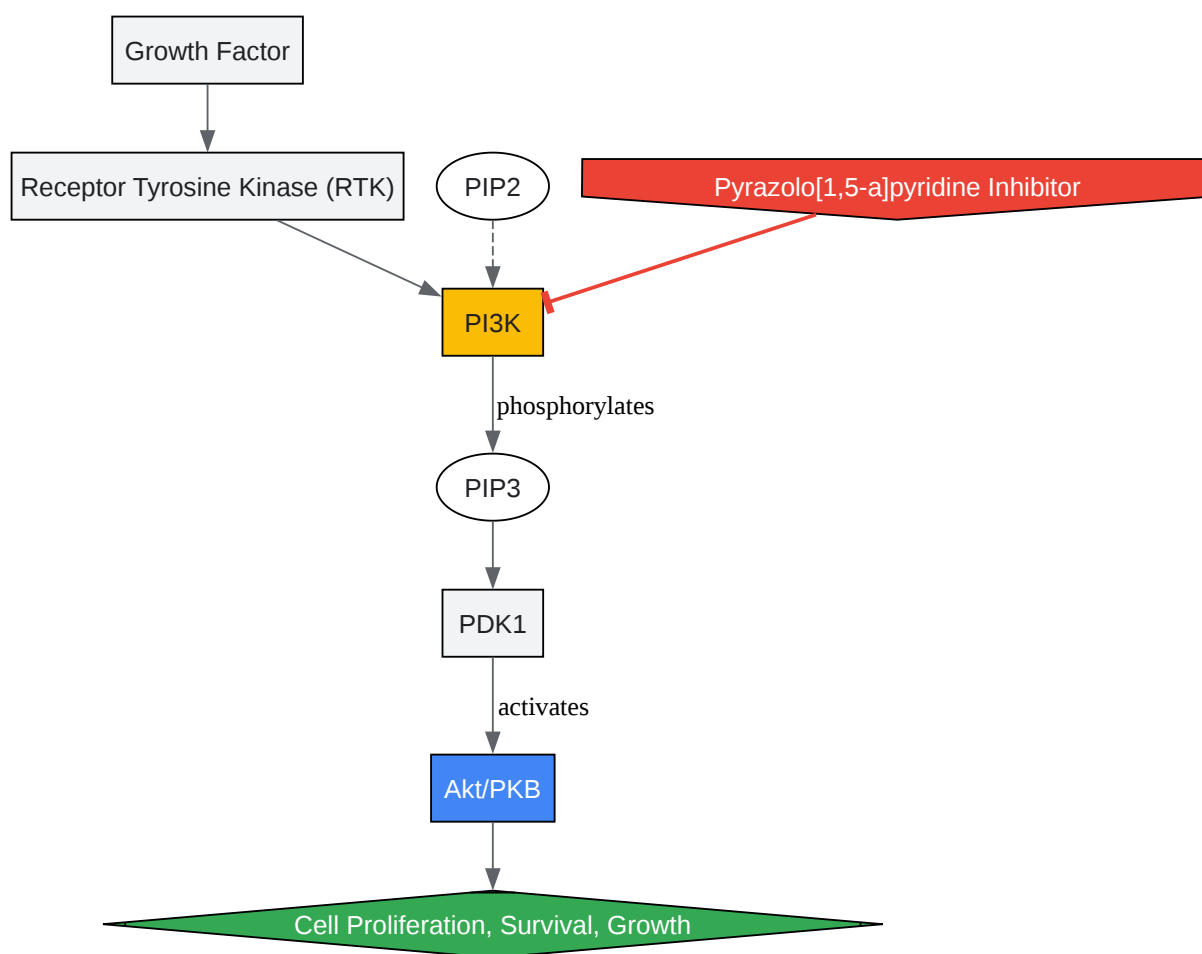 Growth Factor
Receptor Tyrosine Kinase (RTK)
PIP2
Pyrazolo[1,5-a]pyridine Inhibitor
PI3K
phosphorylates
PIP3
PDK1
activates
Akt/PKB
Cell Proliferation, Survival, Growth